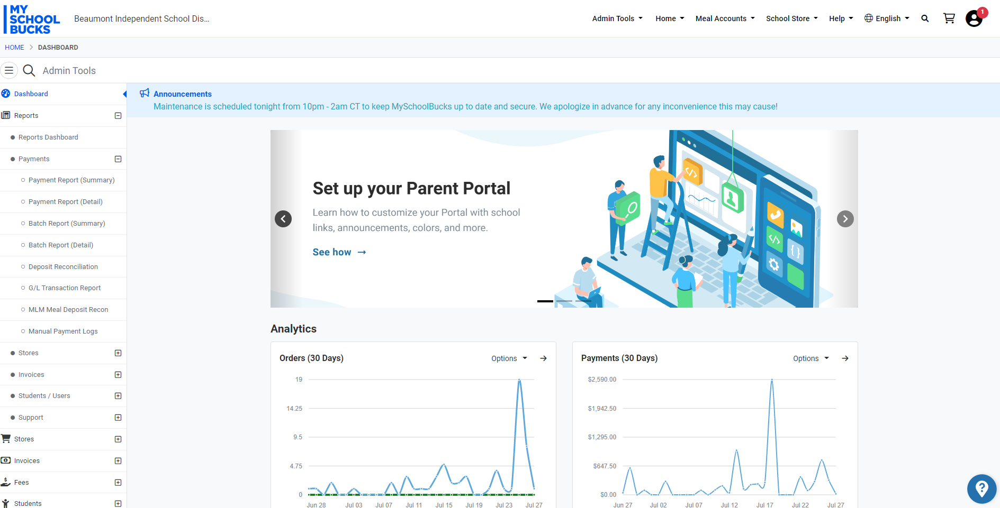 MY
SCHOOL
BUCKS
Beaumont Independent School Dis...
Admin Tools
Home
Meal Accounts
School Store
Help
English
1
HOME
DASHBOARD
Admin Tools
Dashboard
Reports
Reports Dashboard
Payments
Payment Report (Summary)
Payment Report (Detail)
Batch Report (Summary)
Batch Report (Detail)
Deposit Reconciliation
G/L Transaction Report
MLM Meal Deposit Recon
Manual Payment Logs
Stores
Invoices
Students / Users
Support
Stores
Invoices
Fees
Students
Announcements
Maintenance is scheduled tonight from 10pm - 2am CT to keep MySchoolBucks up to date and secure. We apologize in advance for any inconvenience this may cause!
Set up your Parent Portal
Learn how to customize your Portal with school
links, announcements, colors, and more.
See how →
Analytics
Orders (30 Days)
Options
19
14.25
9.5
4.75
0
Jun 28
Jul 03
Jul 07
Jul 11
Jul 15
Jul 19
Jul 23
Jul 27
Payments (30 Days)
Options
$2,590.00
$1,942.50
$1,295.00
$647.50
$0.00
Jun 27
Jul 02
Jul 07
Jul 12
Jul 17
Jul 22
Jul 27